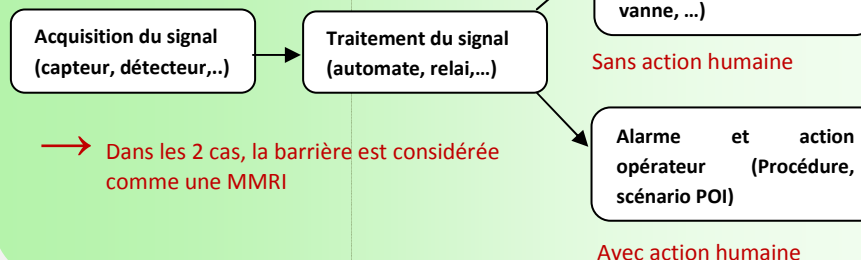 vanne, …)
Sans action humaine
Acquisition du signal
(capteur, détecteur,..)
Traitement du signal
(automate, relai,…)
Dans les 2 cas, la barrière est considérée
comme une MMRI
Alarme et action
opérateur (Procédure,
scénario POI)
Avec action humaine